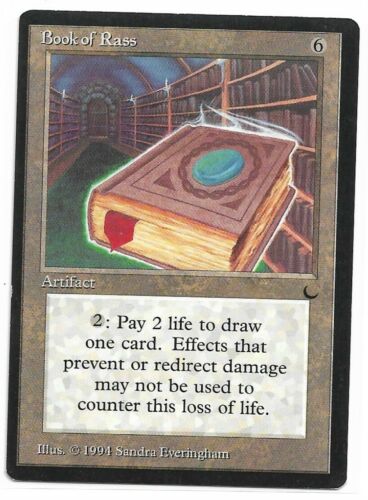 Book of Rass
6
Artifact
2: Pay 2 life to draw
one card. Effects that
prevent or redirect damage
may not be used to
counter this loss of life.
Illus. © 1994 Sandra Everingham